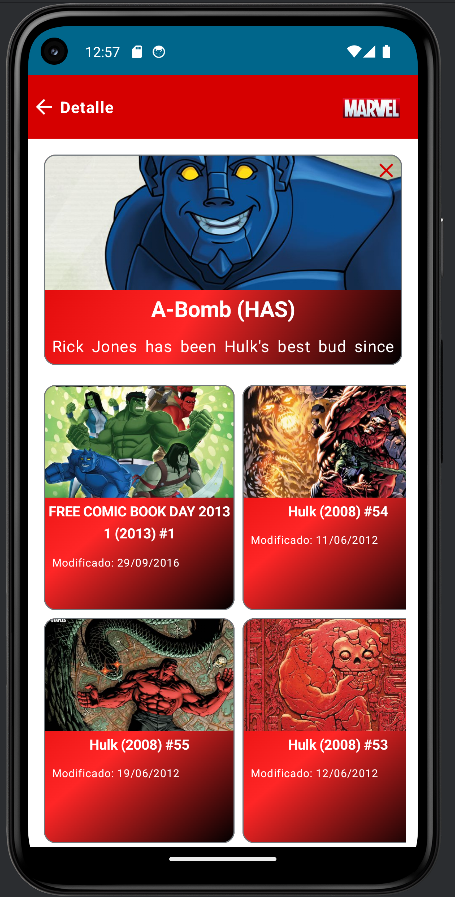 12:57
Detalle
MARVEL
A-Bomb (HAS)
Rick Jones has been Hulk's best bud since
FREE COMIC BOOK DAY 2013
1 (2013) #1
Modificado: 29/09/2016
Hulk (2008) #54
Modificado: 11/06/2012
Hulk (2008) #55
Modificado: 19/06/2012
Hulk (2008) #53
Modificado: 12/06/2012